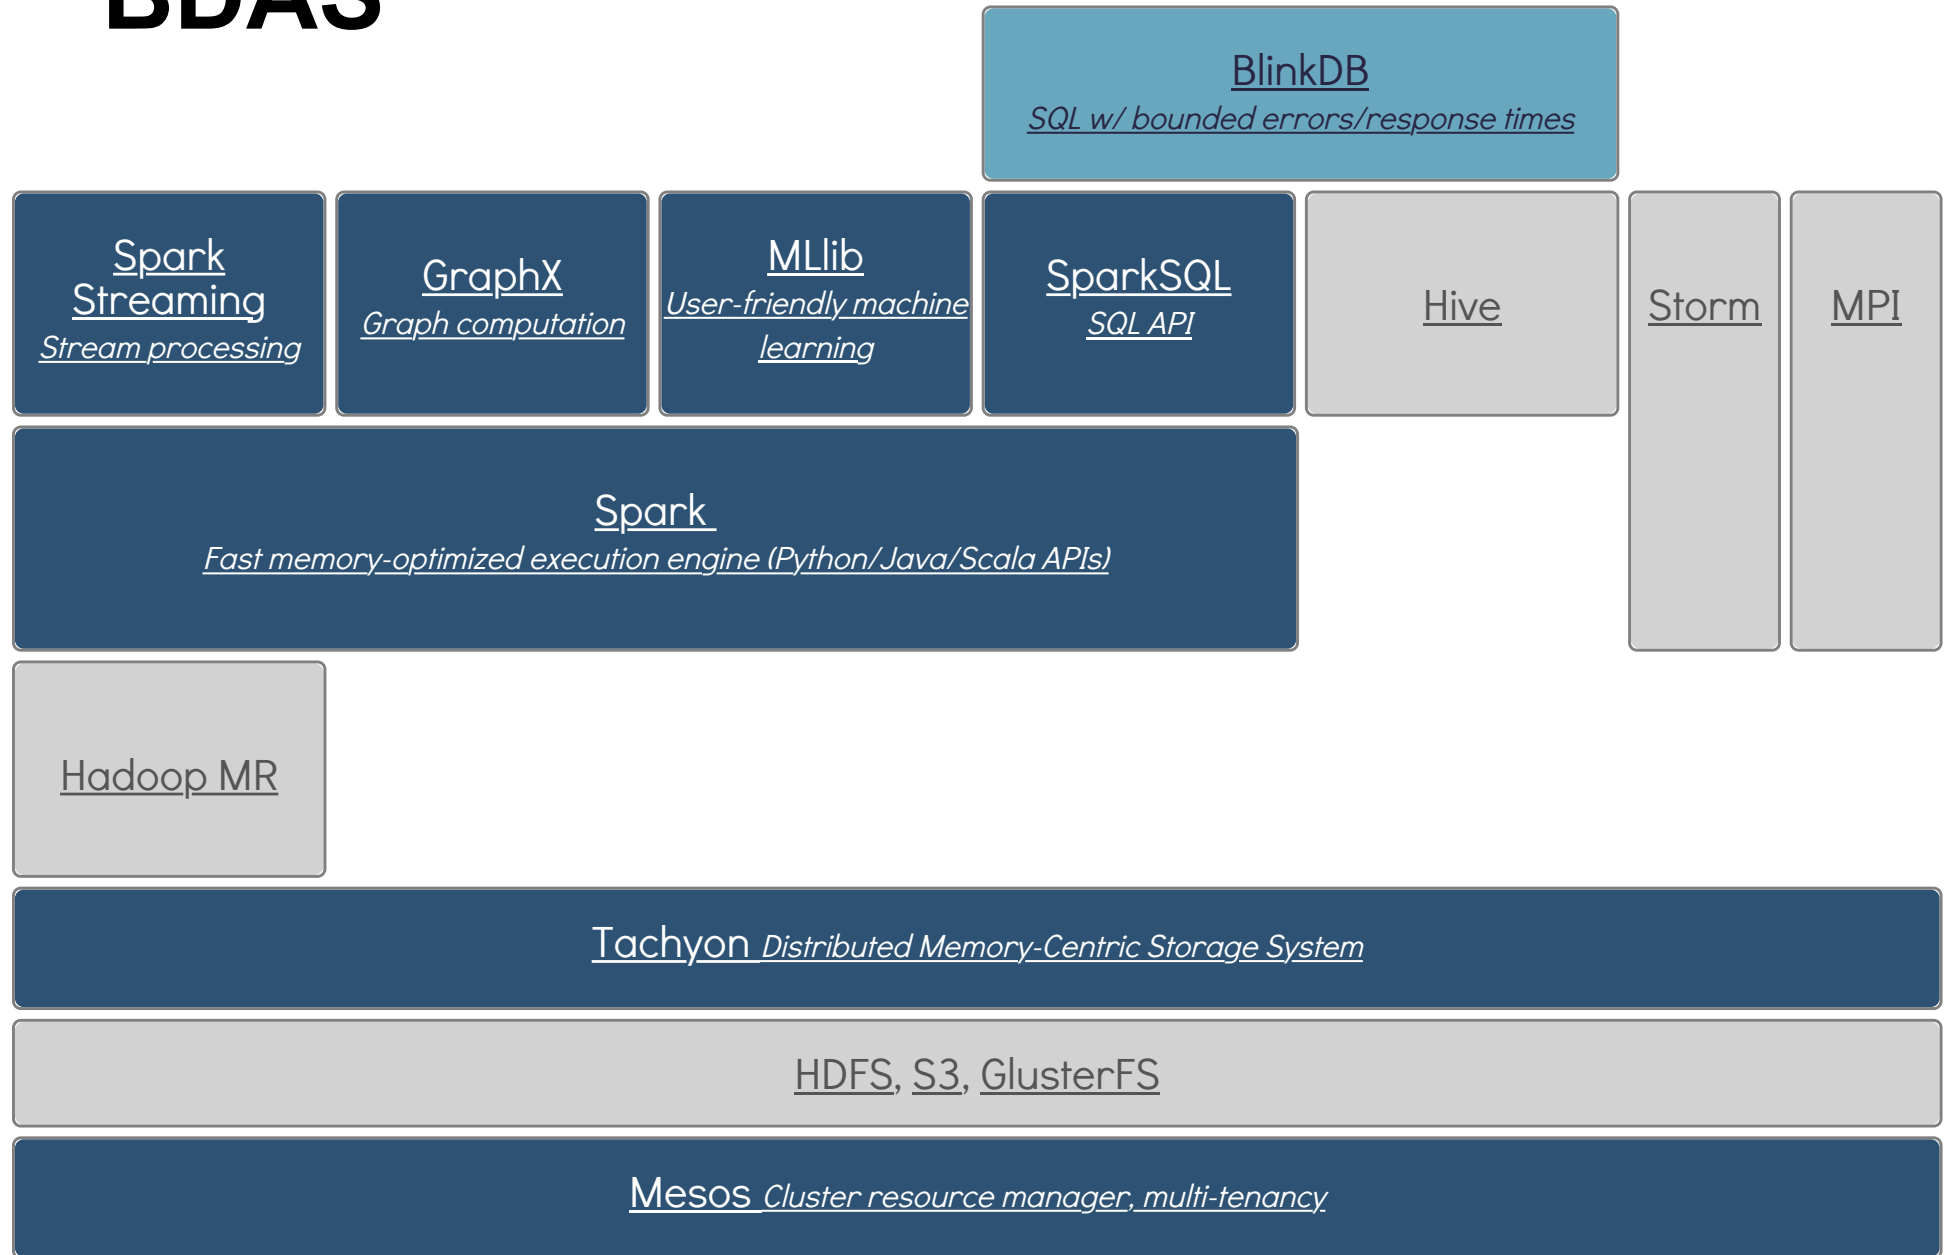 BDAS
BlinkDB
SQL w/ bounded errors/response times
Spark
Streaming
Stream processing
GraphX
Graph computation
MLlib
User-friendly machine
learning
SparkSQL
SQL API
Hive
Storm
MPI
Spark
Fast memory-optimized execution engine (Python/Java/Scala APIs)
Hadoop MR
Tachyon Distributed Memory-Centric Storage System
HDFS, S3, GlusterFS
Mesos Cluster resource manager, multi-tenancy